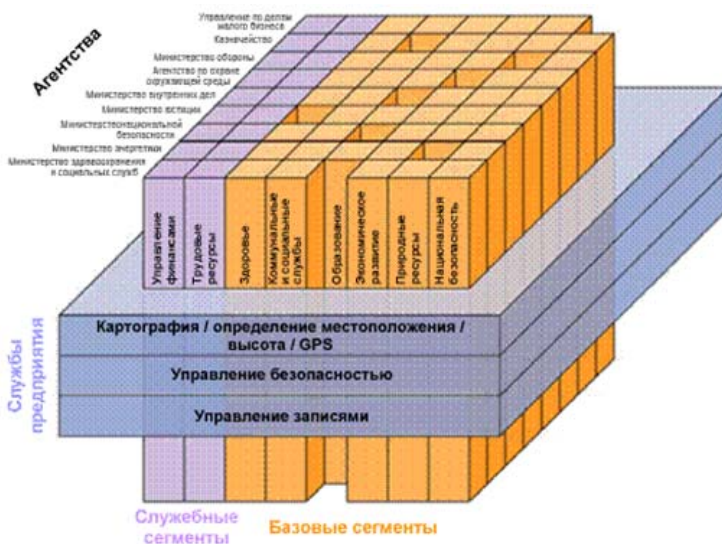 Управление по делам
малого бизнеса
Казначейство
Министерство обороны
Агентство по охране
окружающей среды
Министерство внутренних дел
Министерство юстиции
Министерствонациональной
безопасности
Министерство энергетики
Министерство здравоохранения
и социальных служб
Агентства
Управление
финансами
Трудовые
ресурсы
Здоровье
Коммунальные
и социальные
службы
Образование
Экономическое
развитие
Природные
ресурсы
Национальная
безопасность
Службы
предприятия
Картография / определение местоположения /
высота / GPS
Управление безопасностью
Управление записями
Служебные
сегменты
Базовые сегменты